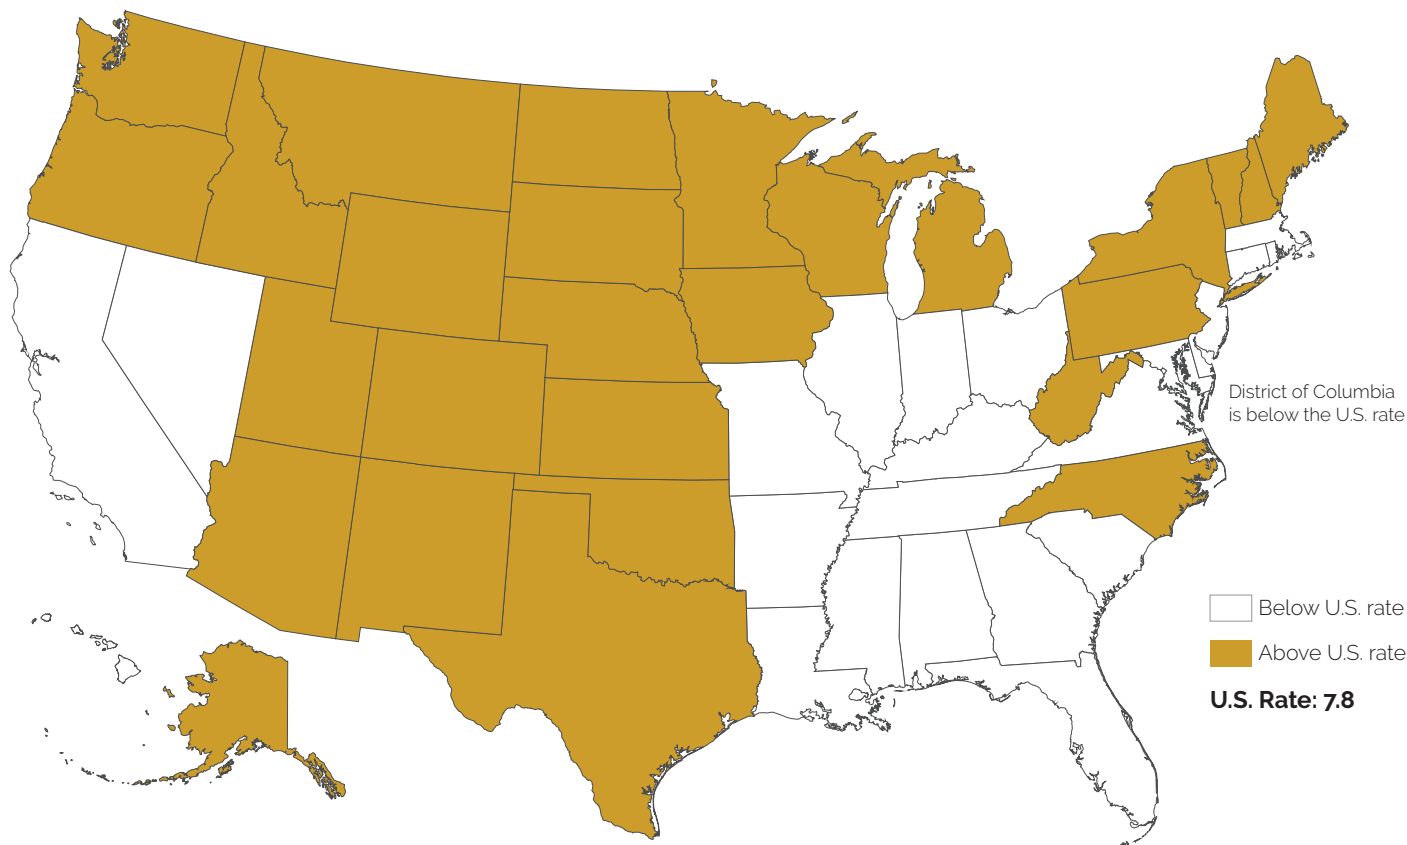 District of Columbia
is below the U.S. rate
Below U.S. rate
Above U.S. rate
U.S. Rate: 7.8